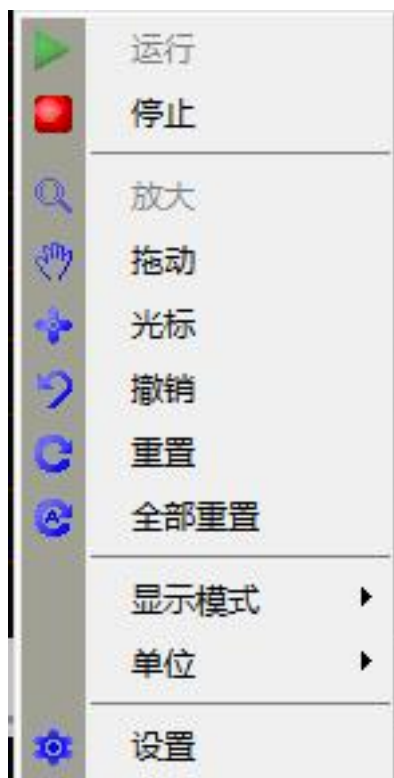 运行
停止
放大
拖动
光标
撤销
重置
全部重置
显示模式
单位
设置